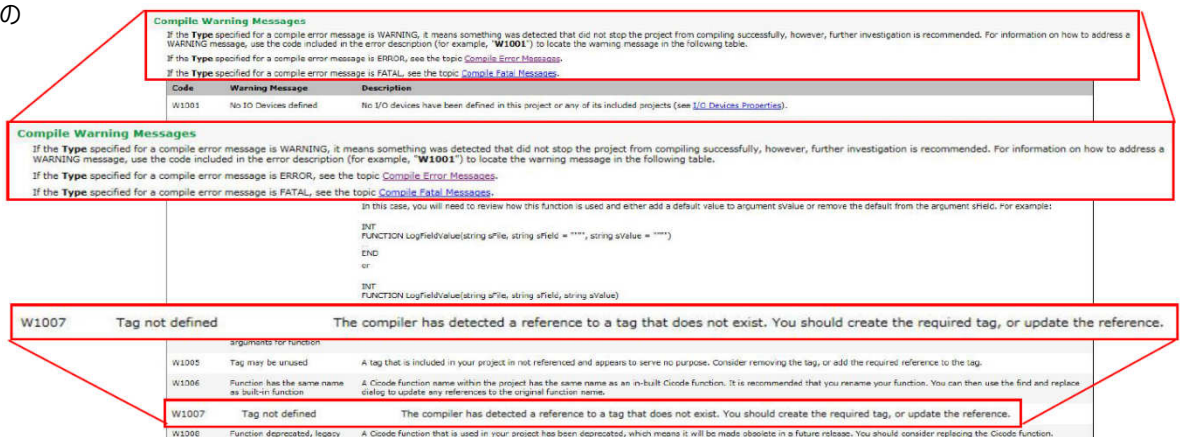 の
Compile Warning Messages
If the Type specified for a compile error message is WARNING, it means something was detected that did not stop the project from compiling successfully, however, further investigation is recommended. For information on how to address a
WARNING message, use the code included in the error description (for example, "W1001") to locate the warning message in the following table.
If the Type specified for a compile error message is ERROR, see the topic Compile Error Messages.
If the Type specified for a compile error message is FATAL, see the topic Compile Fatal Messages.
Code Warning Message Description
W1001 No IO Devices defined No I/O devices have been defined in this project or any of its included projects (see I/O Devices Properties).
Compile Warning Messages
If the Type specified for a compile error message is WARNING, it means something was detected that did not stop the project from compiling successfully, however, further investigation is recommended. For information on how to address a
WARNING message, use the code included in the error description (for example, "W1001") to locate the warning message in the following table.
If the Type specified for a compile error message is ERROR, see the topic Compile Error Messages.
If the Type specified for a compile error message is FATAL, see the topic Compile Fatal Messages.
In this case, you will need to review how this function is used and either add a default value to argument sValue or remove the default from the argument sField. For example:
INT
FUNCTION LogFieldValue(string sFile, string sField = """", string sValue = """")
...
END
or
INT
FUNCTION LogFieldValue(string sFile, string sField, string sValue)
W1007 Tag not defined The compiler has detected a reference to a tag that does not exist. You should create the required tag, or update the reference.
arguments for function
W1005 Tag may be unused A tag that is included in your project in not referenced and appears to serve no purpose. Consider removing the tag, or add the required reference to the tag.
W1006 Function has the same name A Cicode function name within the project has the same name as an in-built Cicode function. It is recommended that you rename your function. You can then use the find and replace
as built-in function dialog to update any references to the original function name.
W1007 Tag not defined The compiler has detected a reference to a tag that does not exist. You should create the required tag, or update the reference.
W1008 Function deprecated, legacy A Cicode function that is used in your project has been deprecated, which means it will be made obsolete in a future release. You should consider replacing the Cicode function.